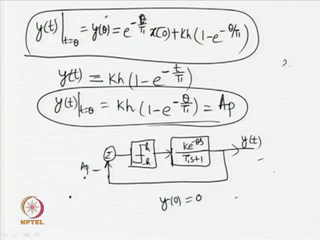 y(t)|t=θ = y(θ) = e^{-θ/T1} x(0) + kh(1 - e^{-θ/T1})
y(t) = kh(1 - e^{-t/T1})
y(t)|t=θ = kh(1 - e^{-θ/T1}) = Ap
Σ h -h Ke^{-θs} / T1s+1 y(t)
Ap
y(0) = 0
NPTEL